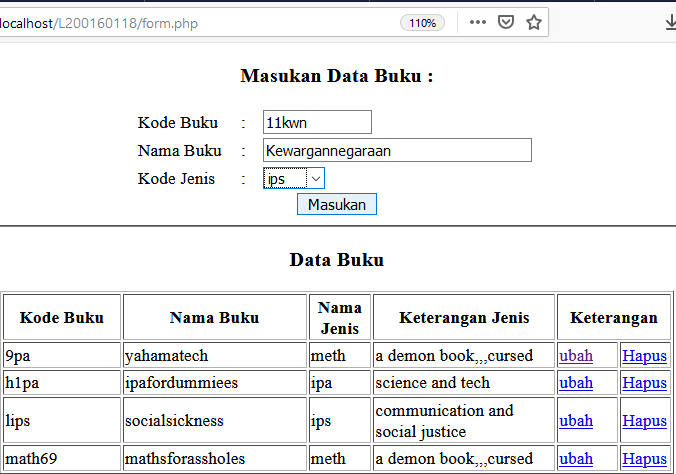 localhost/L200160118/form.php 110%
Masukan Data Buku :
Kode Buku : 11kwn
Nama Buku : Kewargannegaraan
Kode Jenis : ips
Masukan
Data Buku
Kode Buku Nama Buku Nama Jenis Keterangan Jenis Keterangan
9pa yahamatech meth a demon book,,,cursed ubah Hapus
h1pa ipafordummiees ipa science and tech ubah Hapus
lips socialsickness ips communication and social justice ubah Hapus
math69 mathsforassholes meth a demon book,,,cursed ubah Hapus